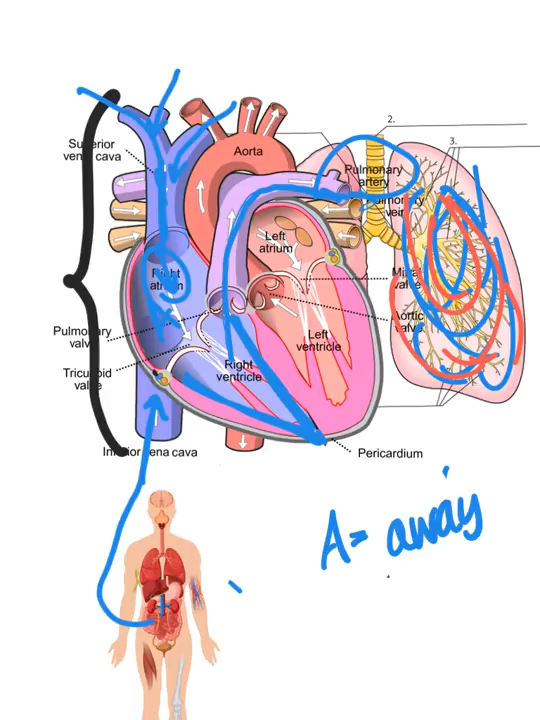 2.
Superior
vena cava
Aorta
3.
Pulmonary
artery
Pulmonary
vein
Left
atrium
Right
atrium
Mitral
valve
Aortic
valve
Pulmonary
valve
Left
ventricle
Tricuspid
valve
Right
ventricle
Inferior vena cava
Pericardium
A= away